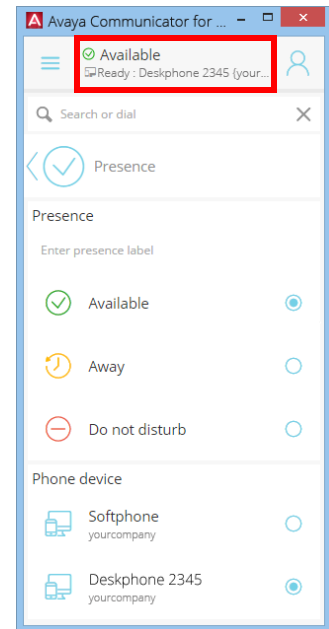 Avaya Communicator for ...
Available
Ready : Deskphone 2345 (your...
Search or dial
Presence
Presence
Enter presence label
Available
Away
Do not disturb
Phone device
Softphone
yourcompany
Deskphone 2345
yourcompany